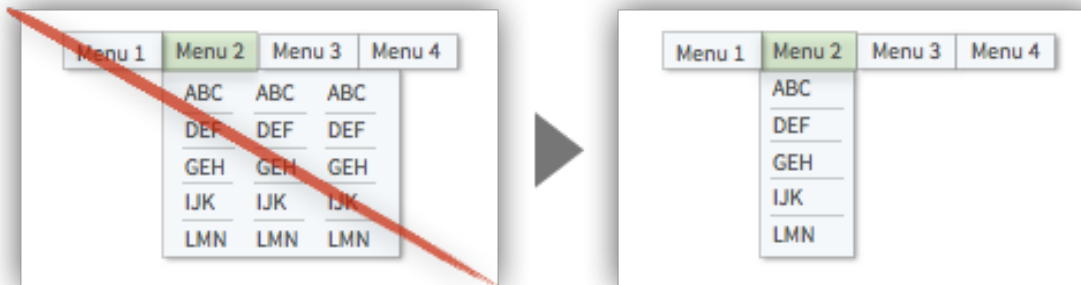 Menu 1 Menu 2 Menu 3 Menu 4
ABC ABC ABC
DEF DEF DEF
GEH GEH GEH
IJK IJK IJK
LMN LMN LMN
Menu 1 Menu 2 Menu 3 Menu 4
ABC
DEF
GEH
IJK
LMN